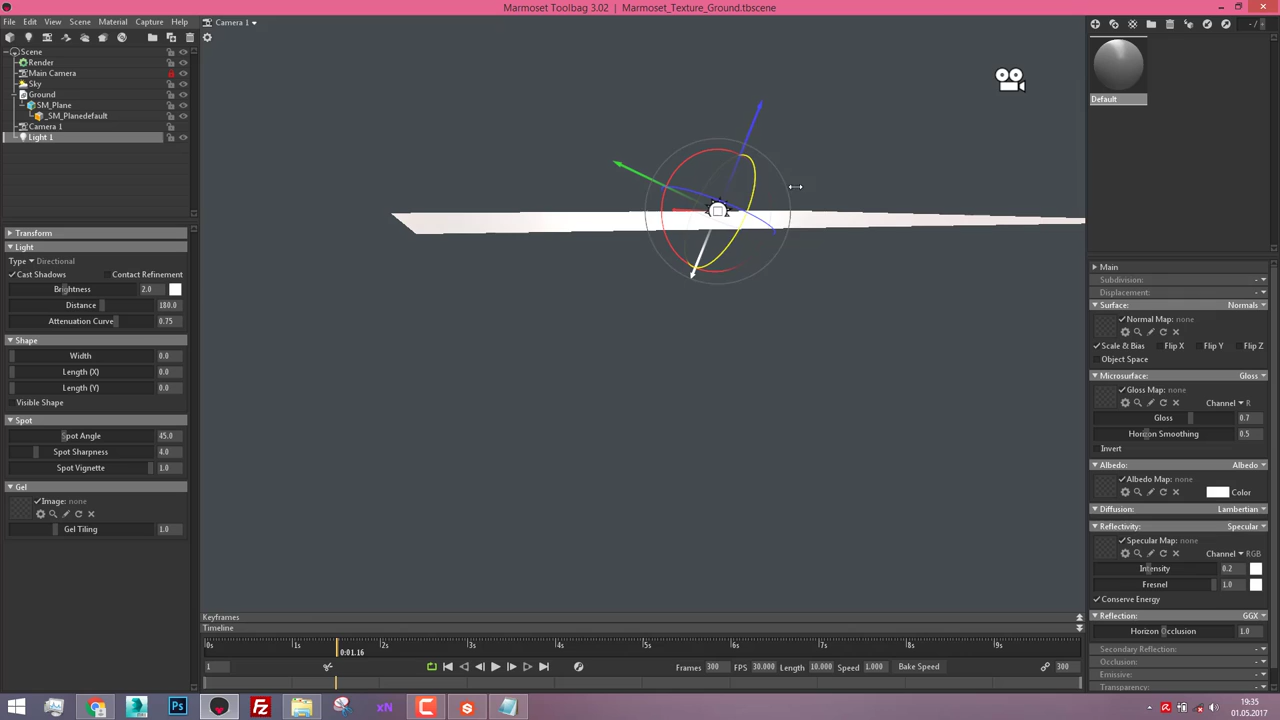 Marmoset Toolbag 3.02 | Marmoset_Texture_Ground.tbscene
File Edit View Scene Material Capture Help
Camera 1
Scene
Render
Main Camera
Sky
Ground
SM_Plane
_SM_Planedefault
Camera 1
Light 1
Transform
Light
Type Directional
Cast Shadows Contact Refinement
Brightness 2.0
Distance 180.0
Attenuation Curve 0.75
Shape
Width 0.0
Length (X) 0.0
Length (Y) 0.0
Visible Shape
Spot
Spot Angle 45.0
Spot Sharpness 4.0
Spot Vignette 1.0
Gel
Image: none
Gel Tiling 1.0
Keyframes
Timeline
0s 1s 2s 3s 4s 5s 6s 7s 8s 9s
0:01.16
1 Frames 300 FPS 30.000 Length 10.000 Speed 1.000 Bake Speed 300
- /
Default
Main
Subdivision: -
Displacement: -
Surface: Normals
Normal Map: none
Scale & Bias Flip X Flip Y Flip Z
Object Space
Microsurface: Gloss
Gloss Map: none
Channel R
Gloss 0.7
Horizon Smoothing 0.5
Invert
Albedo: Albedo
Albedo Map: none
Color
Diffusion: Lambertian
Reflectivity: Specular
Specular Map: none
Channel RGB
Intensity 0.2
Fresnel 1.0
Conserve Energy
Reflection: GGX
Horizon Occlusion 1.0
Secondary Reflection: -
Occlusion: -
Emissive: -
Transparency: -
Ps
Fz
xN
19:35
01.05.2017